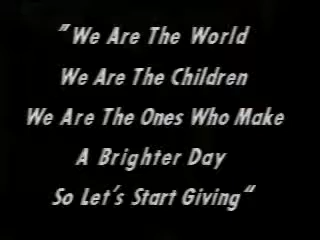 "We Are The World
We Are The Children
We Are The Ones Who Make
A Brighter Day
So Let's Start Giving"